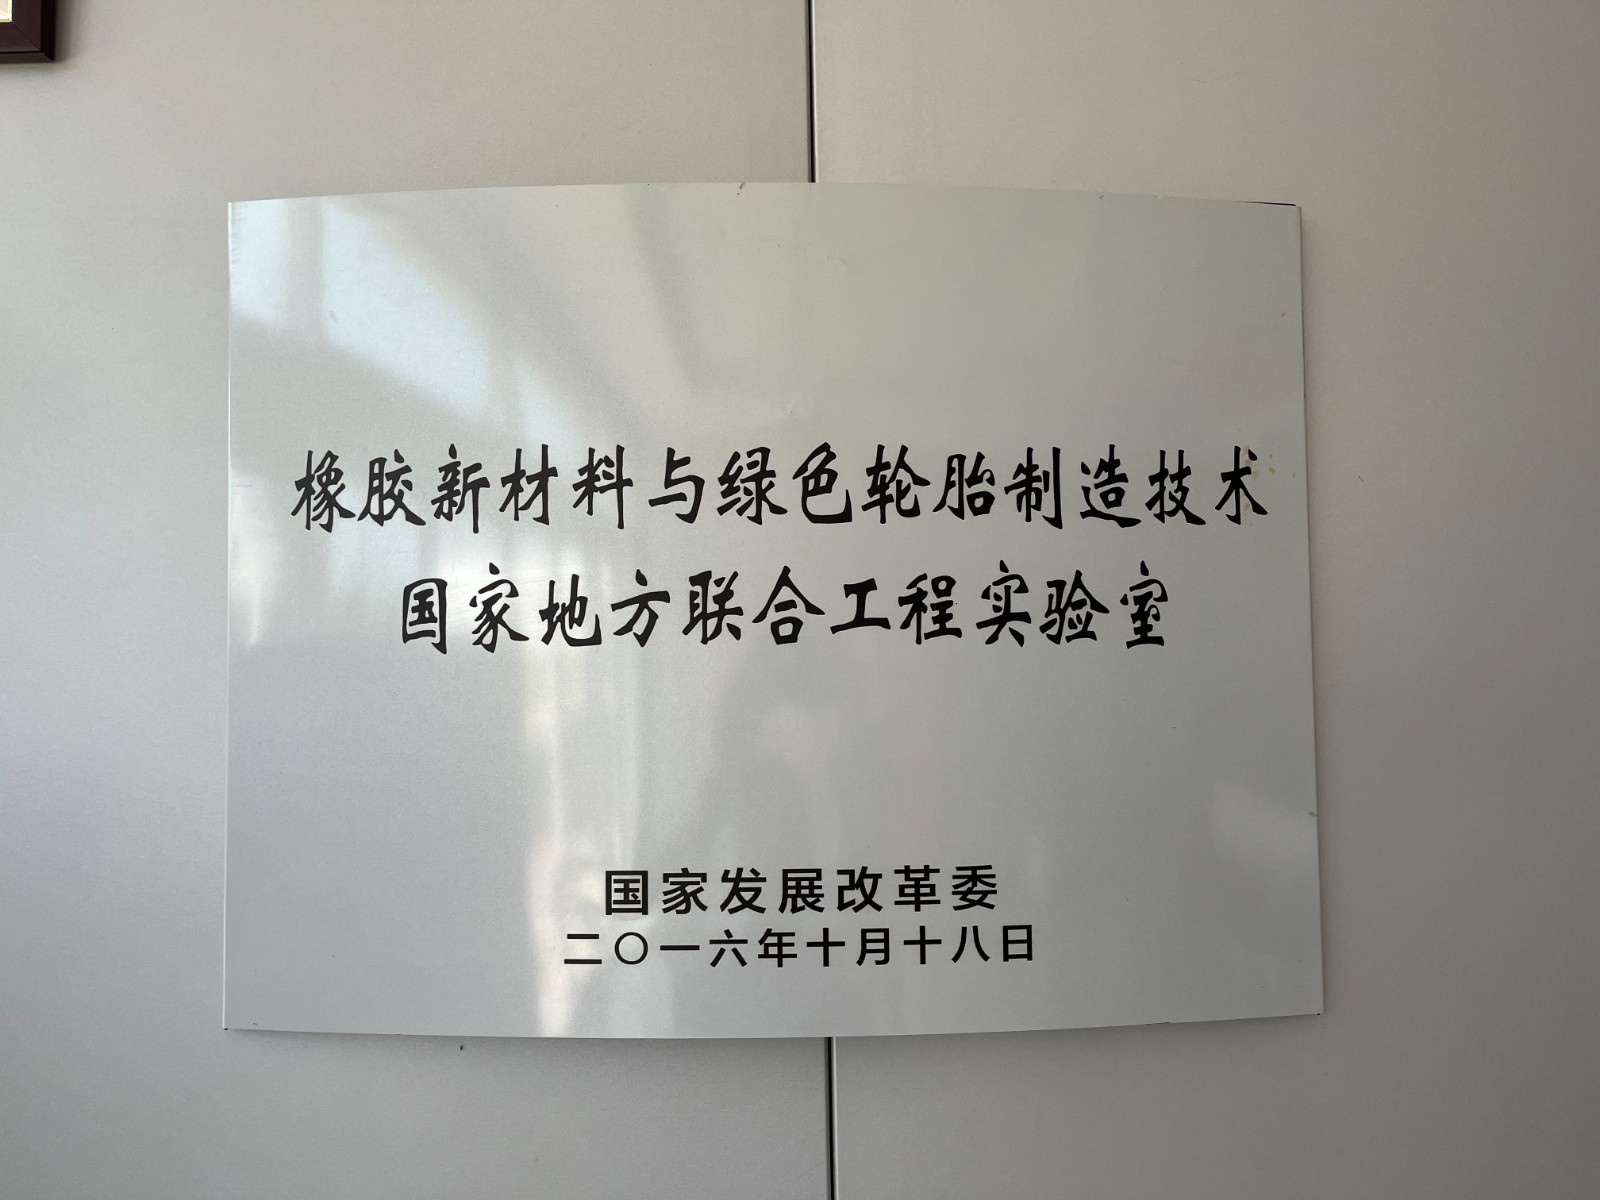 橡胶新材料与绿色轮胎制造技术
国家地方联合工程实验室
国家发展改革委
二〇一六年十月十八日